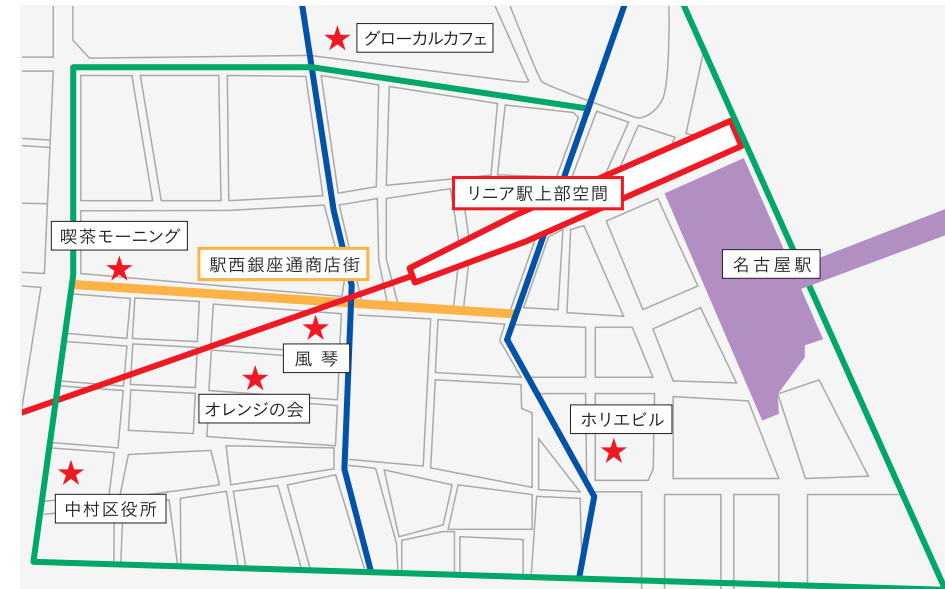 グローカルカフェ
リニア駅上部空間
喫茶モーニング
駅西銀座通商店街
名古屋駅
風琴
オレンジの会
ホリエビル
中村区役所